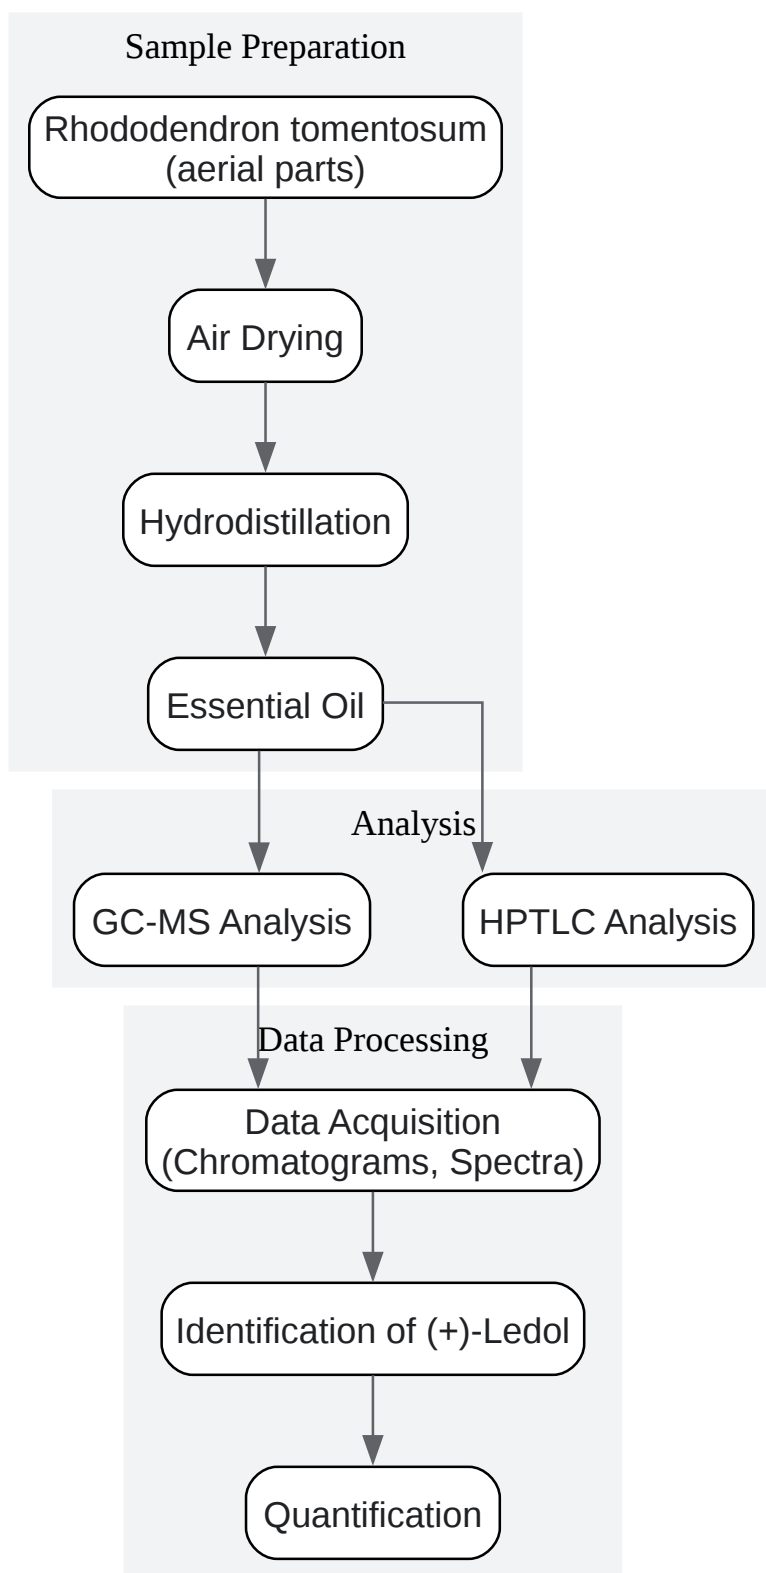 Sample Preparation
Rhododendron tomentosum
(aerial parts)
Air Drying
Hydrodistillation
Essential Oil
Analysis
GC-MS Analysis
HPTLC Analysis
Data Processing
Data Acquisition
(Chromatograms, Spectra)
Identification of (+)-Ledol
Quantification